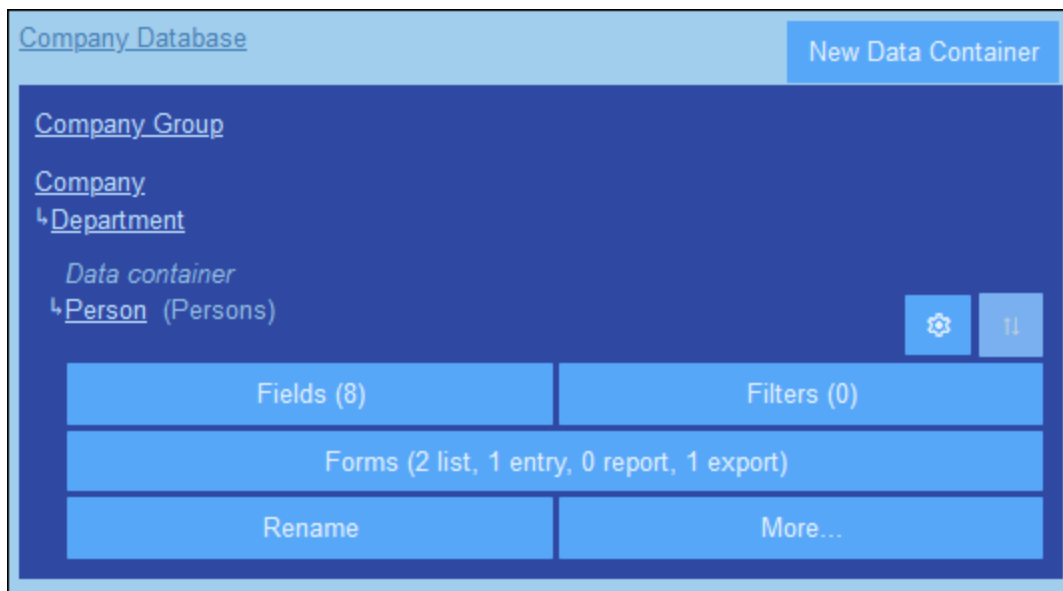 Company Database
New Data Container
Company Group
Company
↳Department
Data container
↳Person (Persons)
Fields (8)
Filters (0)
Forms (2 list, 1 entry, 0 report, 1 export)
Rename
More...